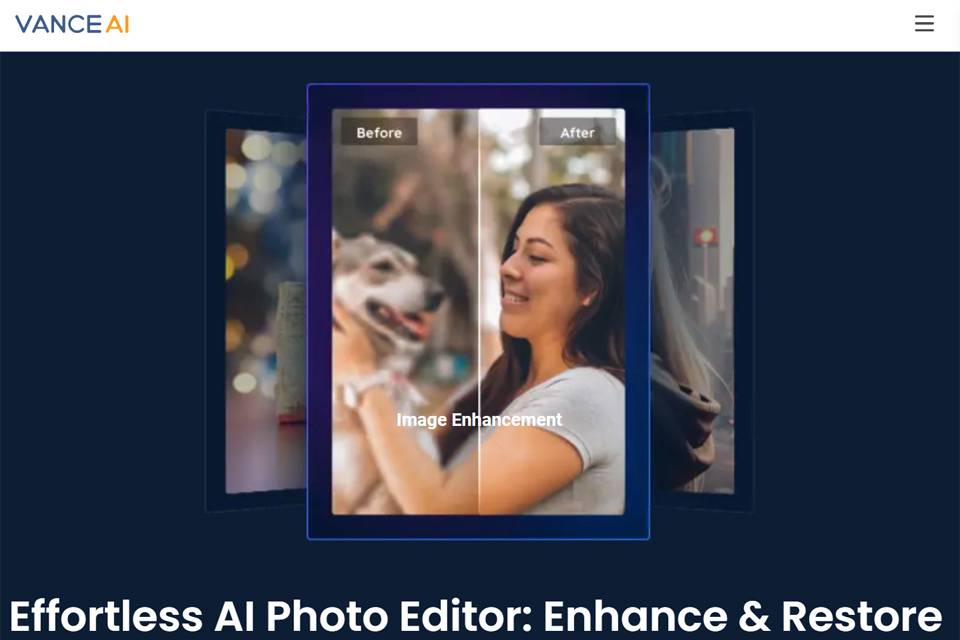 VANCE AI
Before
After
Image Enhancement
Effortless AI Photo Editor: Enhance & Restore